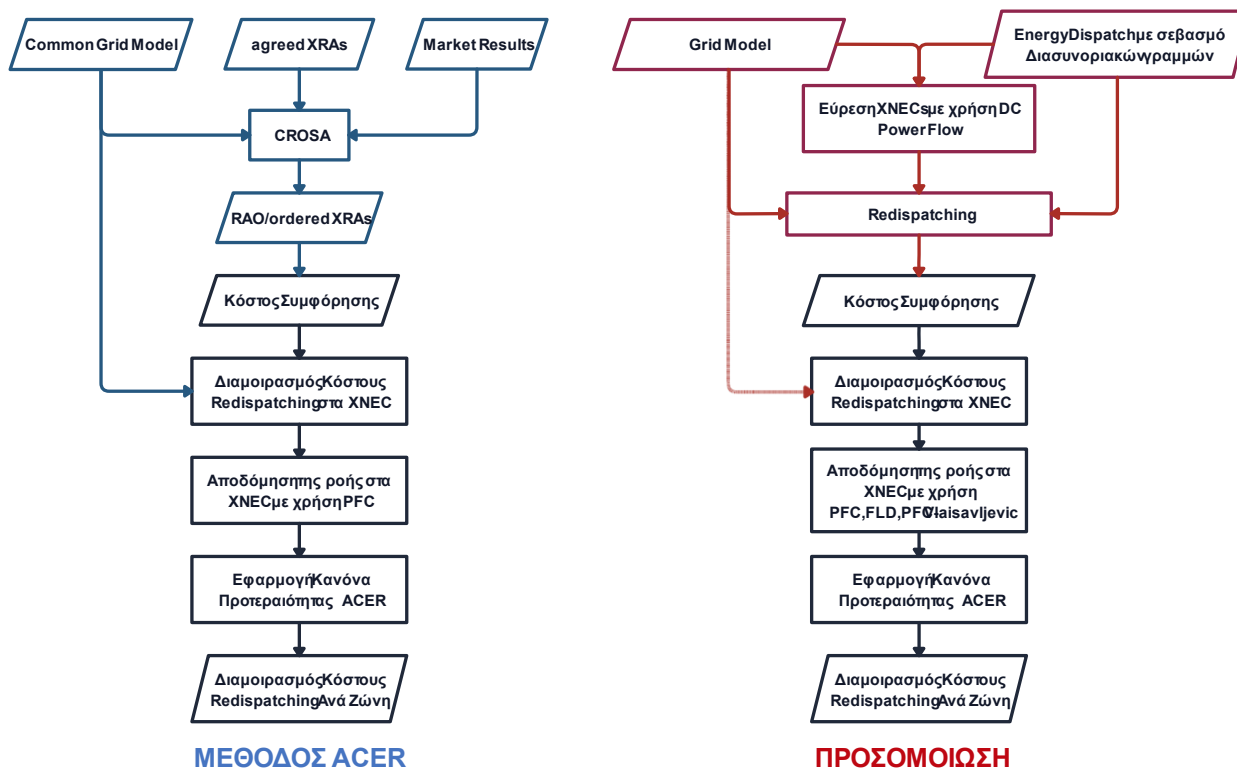 Common Grid Model
agreed XRAs
Market Results
CROSA
RAO/ordered XRAs
Κόστος Συμφόρησης
Διαμοιρασμός Κόστους
Redispatching στα XNEC
Αποδόμηση της ροής στα
XNEC με χρήση PFC
Εφαρμογή Κανόνα
Προτεραιότητας ACER
Διαμοιρασμός Κόστους
Redispatching Ανά Ζώνη
ΜΕΘΟΔΟΣ ACER
Grid Model
Energy Dispatch με σεβασμό
Διασυνοριακών γραμμών
Εύρεση XNECs με χρήση DC
Power Flow
Redispatching
Κόστος Συμφόρησης
Διαμοιρασμός Κόστους
Redispatching στα XNEC
Αποδόμηση της ροής στα
XNEC με χρήση
PFC,FLD,PFC-Vlaisavljevic
Εφαρμογή Κανόνα
Προτεραιότητας ACER
Διαμοιρασμός Κόστους
Redispatching Ανά Ζώνη
ΠΡΟΣΟΜΟΙΩΣΗ